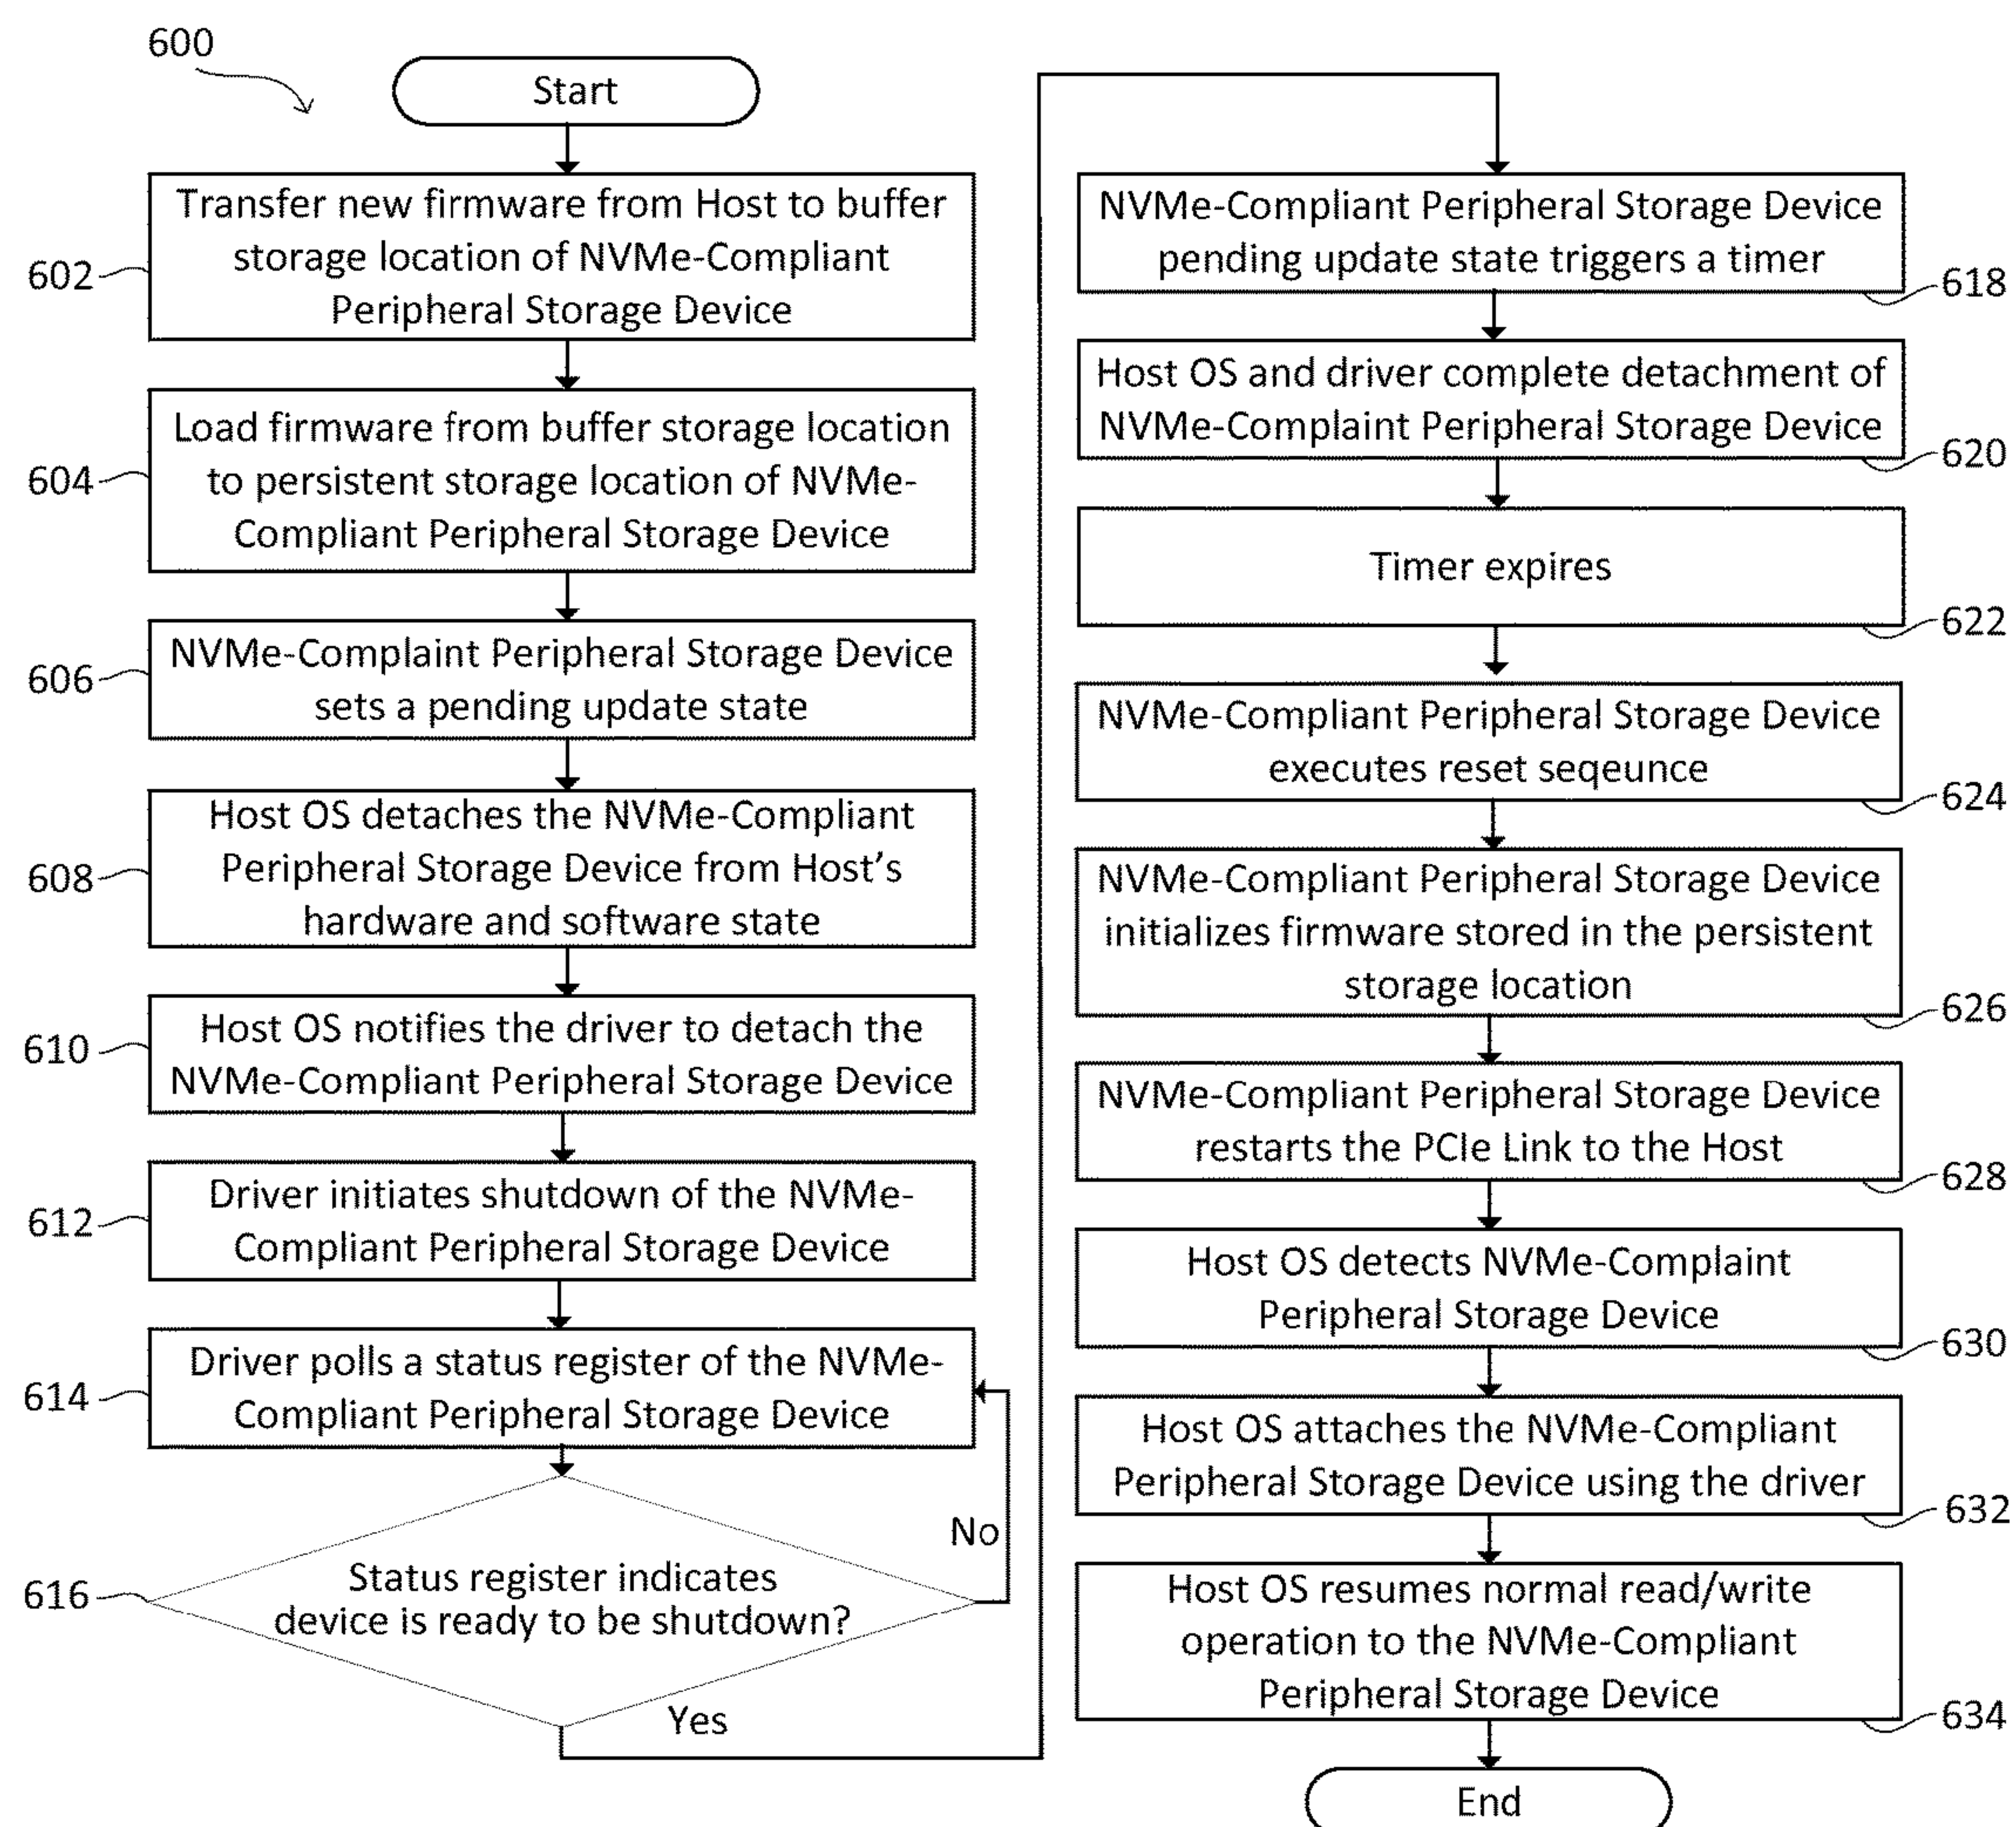 600
Start
Transfer new firmware from Host to buffer
storage location of NVMe-Compliant
Peripheral Storage Device
602
Load firmware from buffer storage location
to persistent storage location of NVMe-
Compliant Peripheral Storage Device
604
NVMe-Complaint Peripheral Storage Device
sets a pending update state
606
Host OS detaches the NVMe-Compliant
Peripheral Storage Device from Host's
hardware and software state
608
Host OS notifies the driver to detach the
NVMe-Compliant Peripheral Storage Device
610
Driver initiates shutdown of the NVMe-
Compliant Peripheral Storage Device
612
Driver polls a status register of the NVMe-
Compliant Peripheral Storage Device
614
Status register indicates
device is ready to be shutdown?
616
No
Yes
NVMe-Compliant Peripheral Storage Device
pending update state triggers a timer
618
Host OS and driver complete detachment of
NVMe-Complaint Peripheral Storage Device
620
Timer expires
622
NVMe-Compliant Peripheral Storage Device
executes reset seqeunce
624
NVMe-Compliant Peripheral Storage Device
initializes firmware stored in the persistent
storage location
626
NVMe-Compliant Peripheral Storage Device
restarts the PCIe Link to the Host
628
Host OS detects NVMe-Complaint
Peripheral Storage Device
630
Host OS attaches the NVMe-Compliant
Peripheral Storage Device using the driver
632
Host OS resumes normal read/write
operation to the NVMe-Compliant
Peripheral Storage Device
634
End